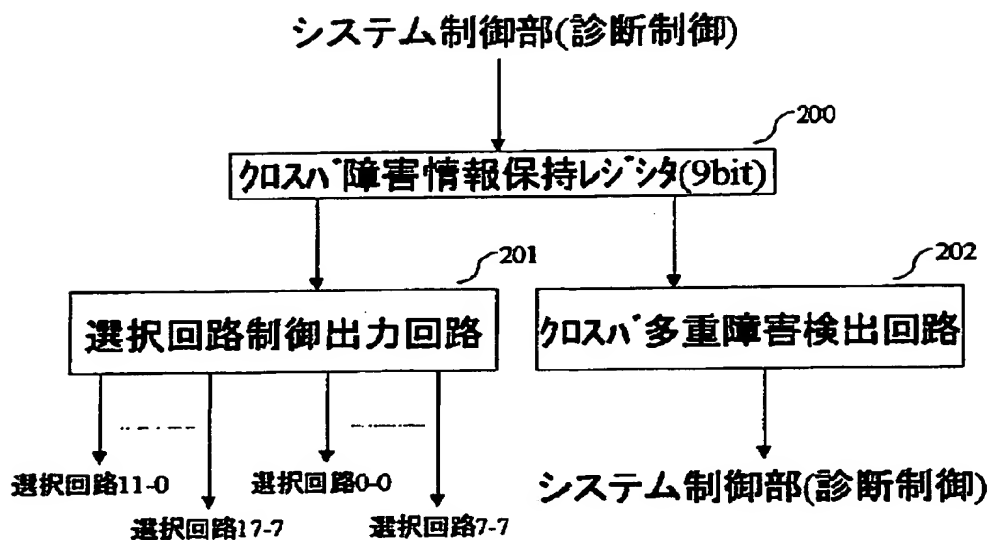 システム制御部(診断制御)
200
ｸﾛｽﾊﾞ障害情報保持ﾚｼﾞｼﾀ(9bit)
201
202
選択回路制御出力回路
ｸﾛｽﾊﾞ多重障害検出回路
選択回路11-0
選択回路0-0
選択回路17-7
選択回路7-7
システム制御部(診断制御)